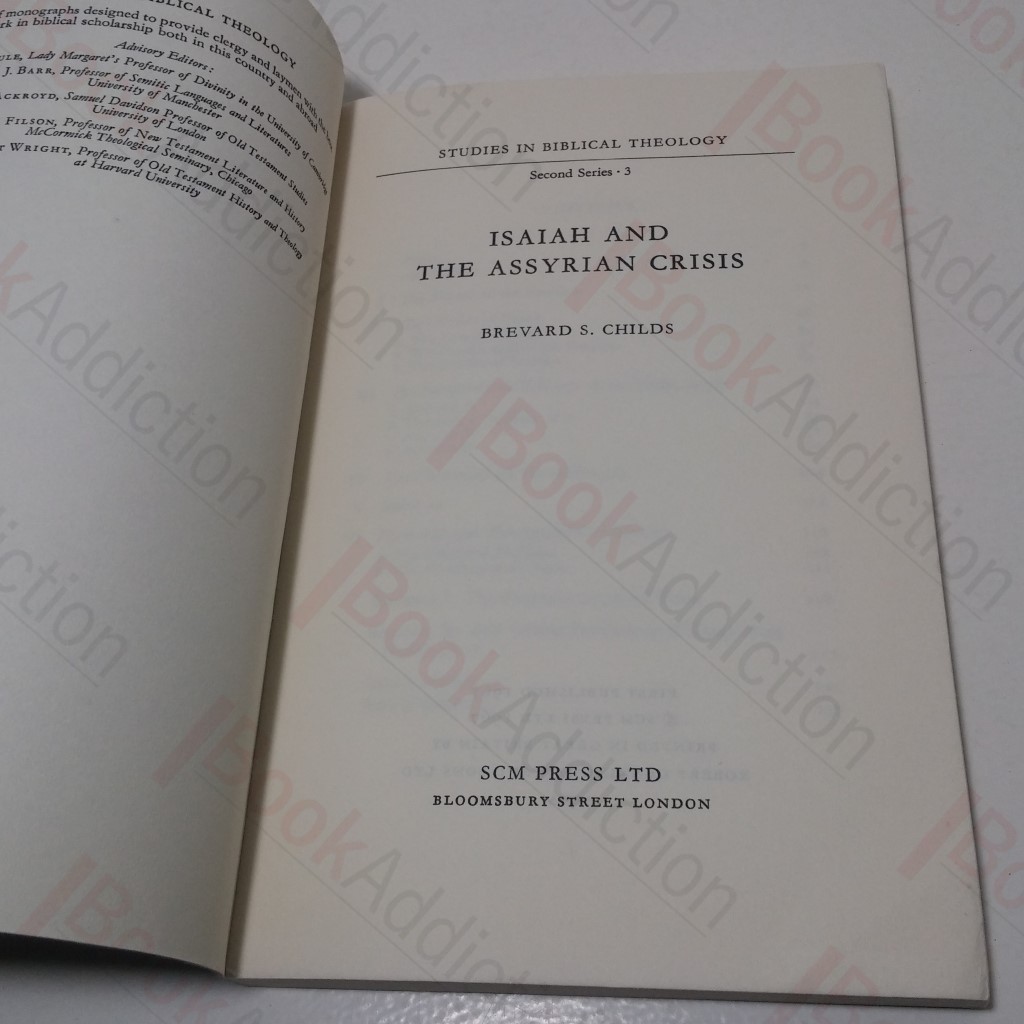 BLICAL THEOLOGY
f monographs designed to provide clergy and laymen with the
rk in biblical scholarship both in this country and abroad
Advisory Editors:
ULE, Lady Margaret's Professor of Divinity in the University of Cambridge
J. BARR, Professor of Semitic Languages and Literatures
University of Manchester
ACKROYD, Samuel Davidson Professor of Old Testament Studies
University of London
FILSON, Professor of New Testament Literature and History
McCormick Theological Seminary, Chicago
T WRIGHT, Professor of Old Testament History and Theology
at Harvard University
STUDIES IN BIBLICAL THEOLOGY
Second Series · 3
ISAIAH AND
THE ASSYRIAN CRISIS
BREVARD S. CHILDS
SCM PRESS LTD
BLOOMSBURY STREET LONDON
BookAddiction